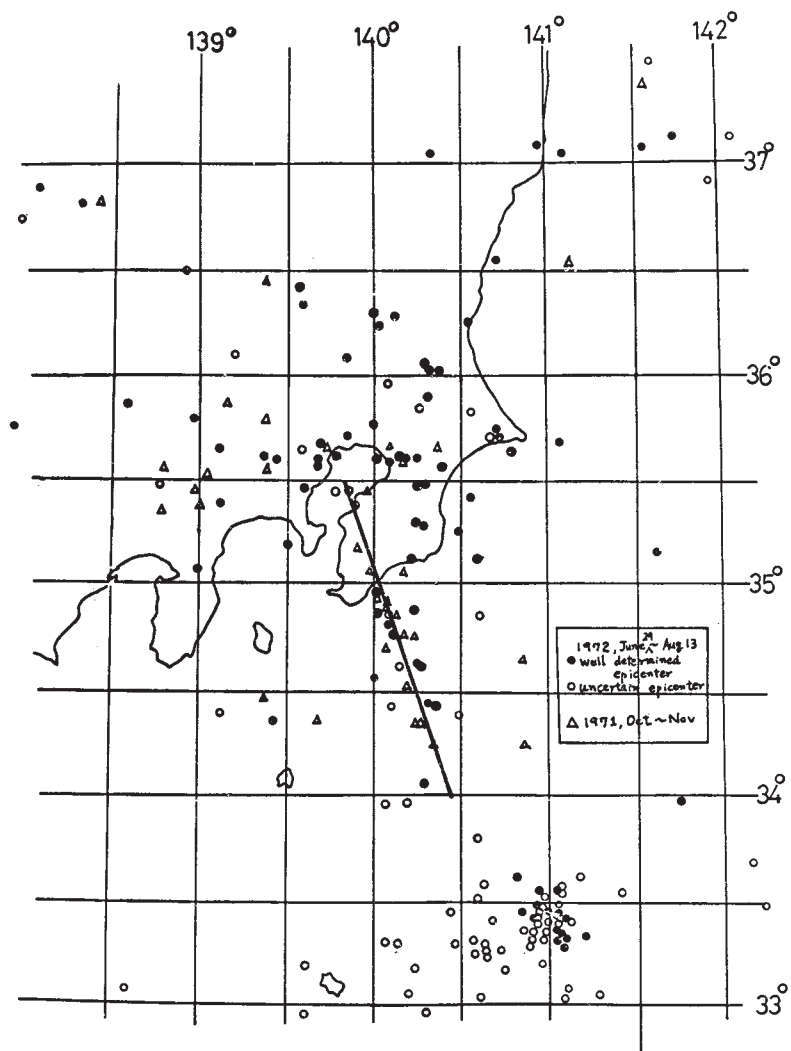 139°
140°
141°
142°
37°
36°
35°
1972, June 29 ~ Aug 13
● well determined
epicenter
○ uncertain epicenter
△ 1971, Oct ~ Nov
34°
33°